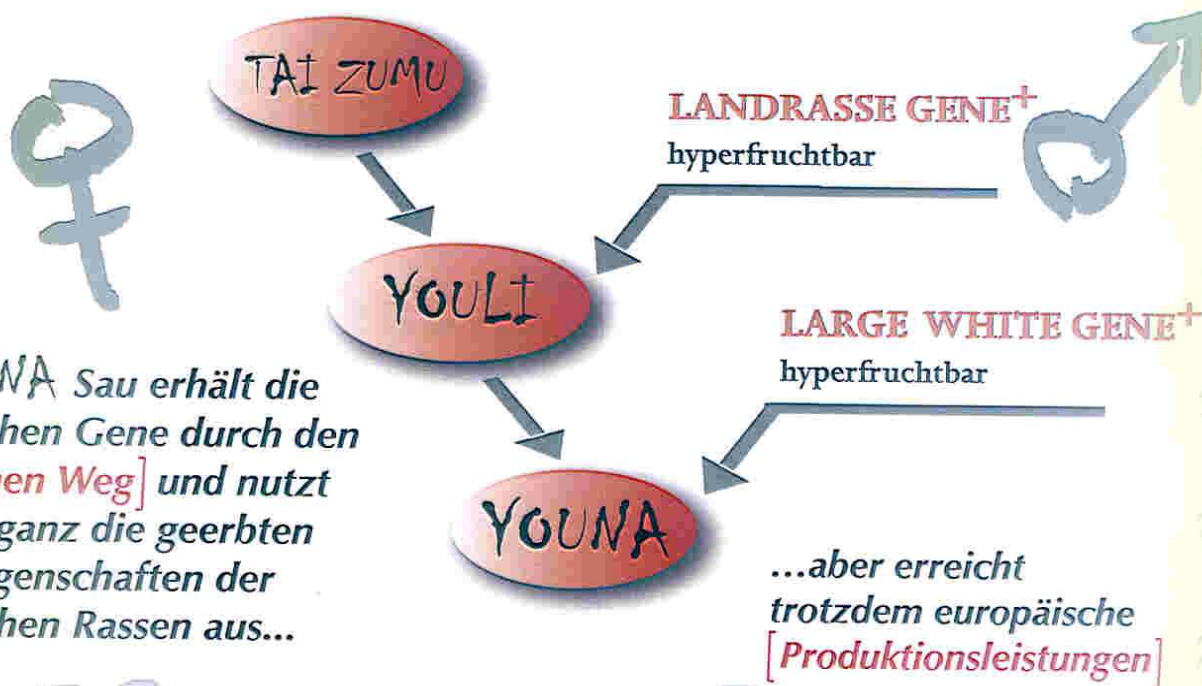 TAI ZUMU
LANDRASSE GENE+
hyperfruchtbar
YOULI
LARGE WHITE GENE+
hyperfruchtbar
Sau erhält die
Gene durch den
Weg] und nutzt
ganz die geerbten
der
Rassen aus...
YOUNA
...aber erreicht
trotzdem europäische
[Produktionsleistungen]